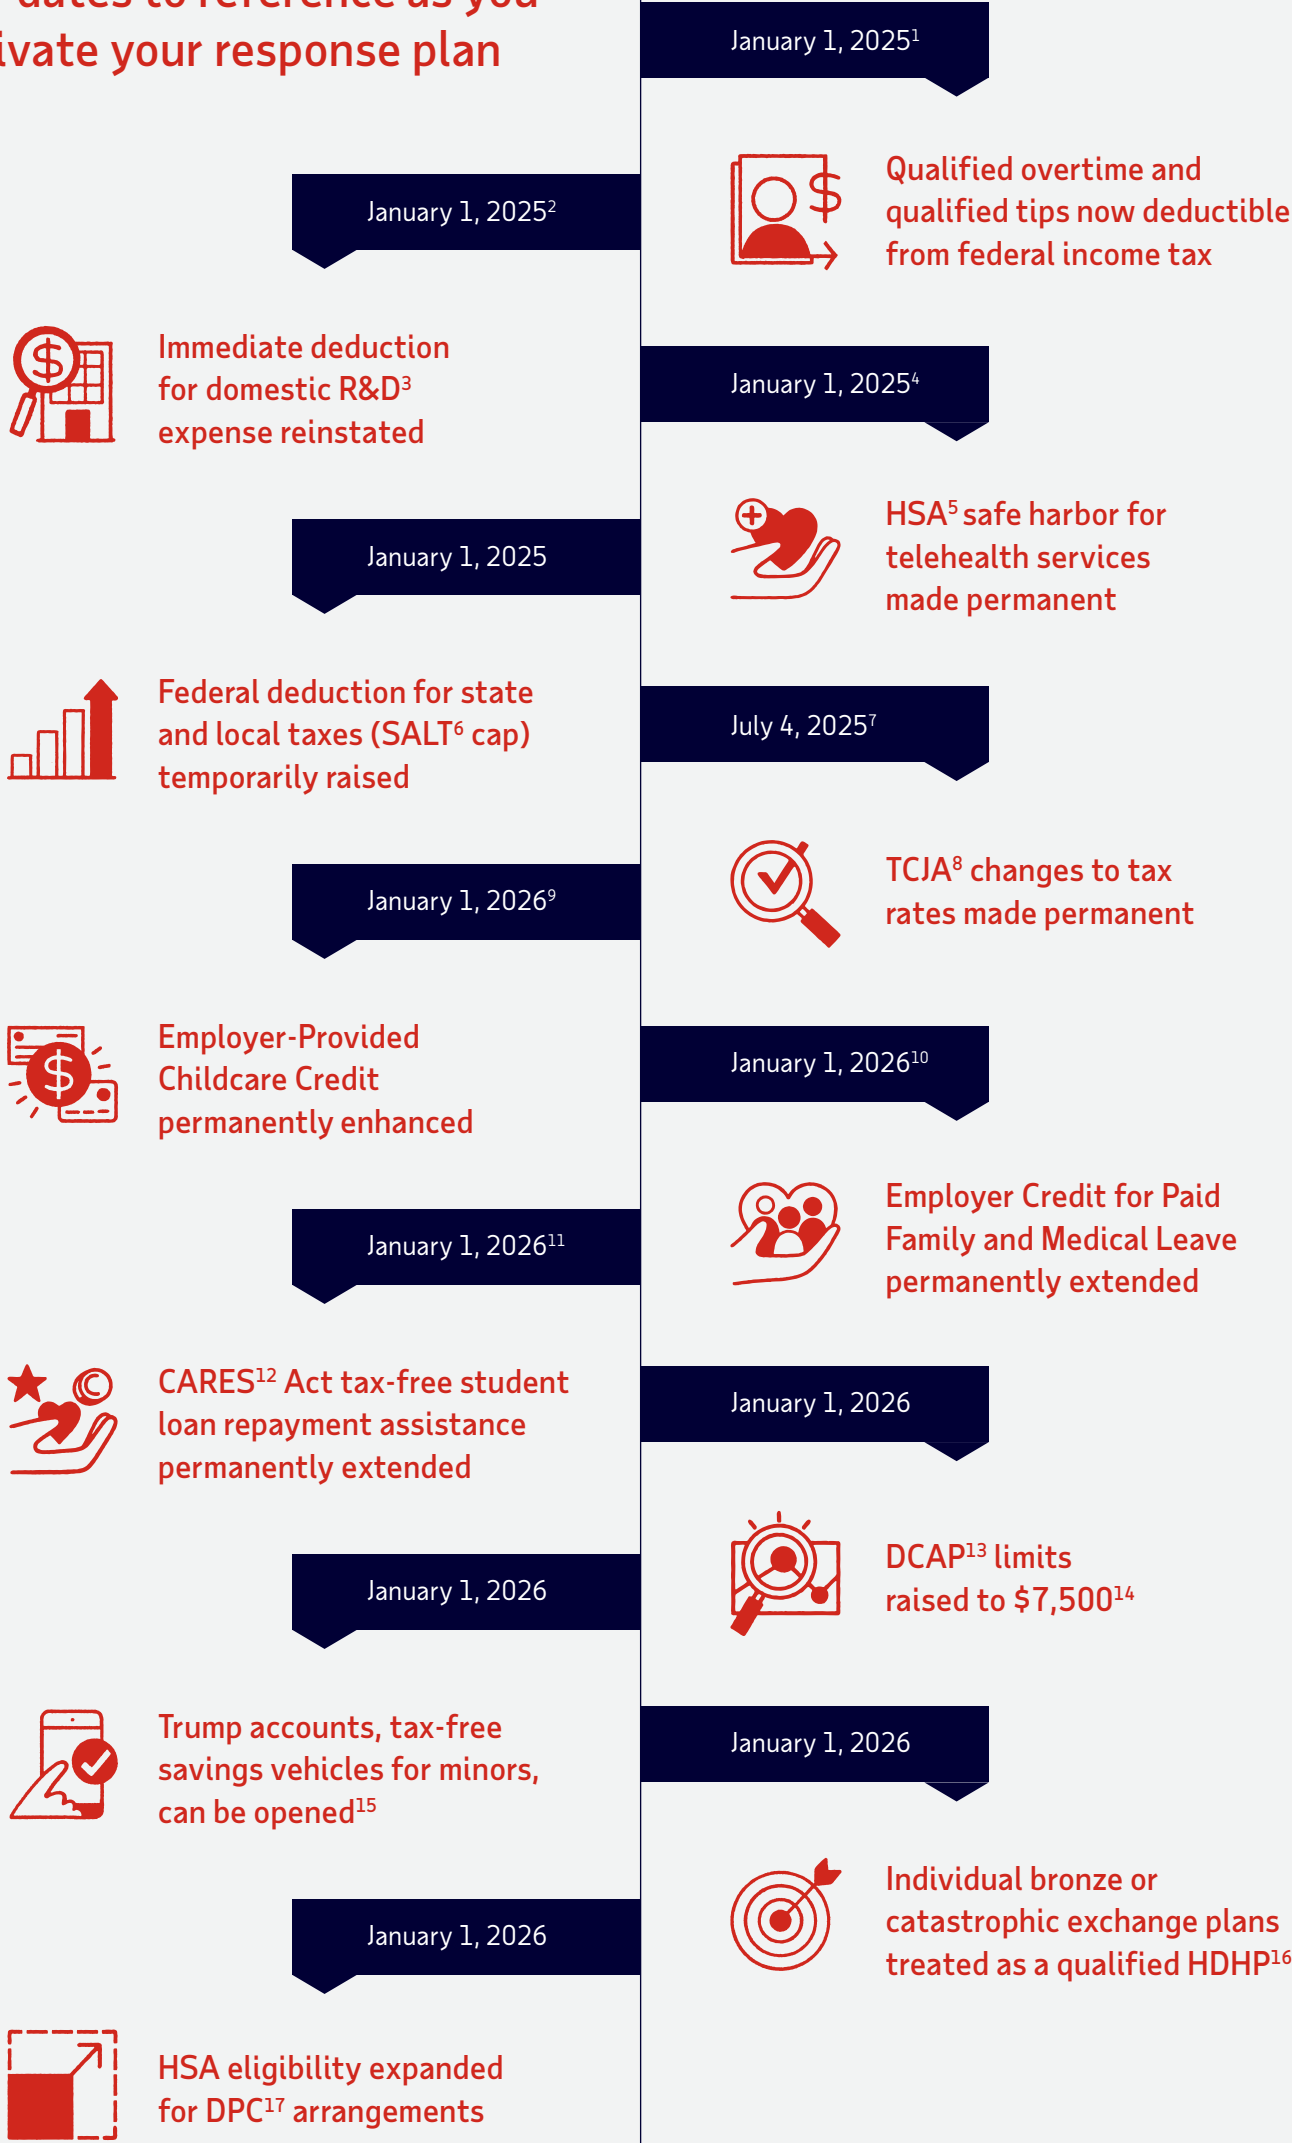 dates to reference as you
your response plan
January 1, 2025¹
Qualified overtime and
qualified tips now deductible
from federal income tax
January 1, 2025²
Immediate deduction
for domestic R&D³
expense reinstated
January 1, 2025⁴
HSA⁵ safe harbor for
telehealth services
made permanent
January 1, 2025
Federal deduction for state
and local taxes (SALT⁶ cap)
temporarily raised
July 4, 2025⁷
TCJA⁸ changes to tax
rates made permanent
January 1, 2026⁹
Employer-Provided
Childcare Credit
permanently enhanced
January 1, 2026¹⁰
Employer Credit for Paid
Family and Medical Leave
permanently extended
January 1, 2026¹¹
CARES¹² Act tax-free student
loan repayment assistance
permanently extended
January 1, 2026
DCAP¹³ limits
raised to $7,500¹⁴
January 1, 2026
Trump accounts, tax-free
savings vehicles for minors,
can be opened¹⁵
January 1, 2026
Individual bronze or
catastrophic exchange plans
treated as a qualified HDHP¹⁶
January 1, 2026
HSA eligibility expanded
for DPC¹⁷ arrangements